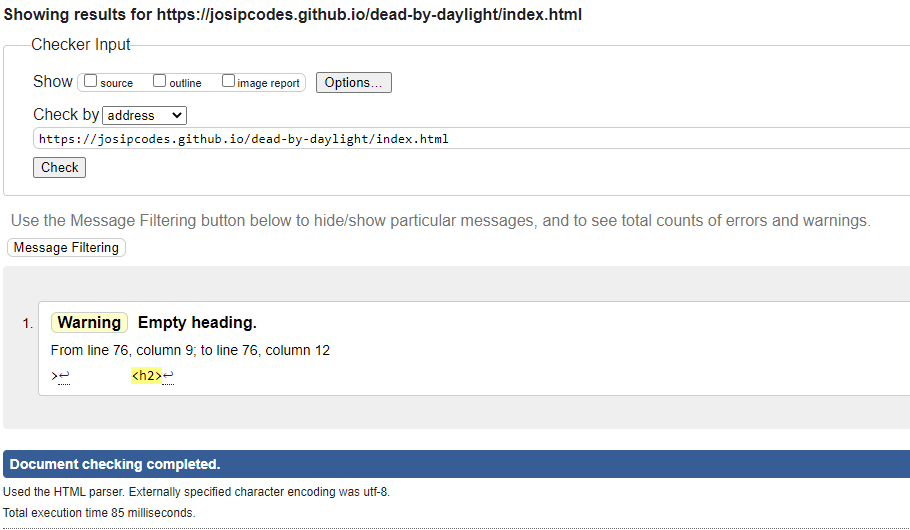 Showing results for https://josipcodes.github.io/dead-by-daylight/index.html
Checker Input
Show source outline image report Options...
Check by address
https://josipcodes.github.io/dead-by-daylight/index.html
Check
Use the Message Filtering button below to hide/show particular messages, and to see total counts of errors and warnings.
Message Filtering
1. Warning Empty heading.
From line 76, column 9; to line 76, column 12
>↩ <h2>↩
Document checking completed.
Used the HTML parser. Externally specified character encoding was utf-8.
Total execution time 85 milliseconds.